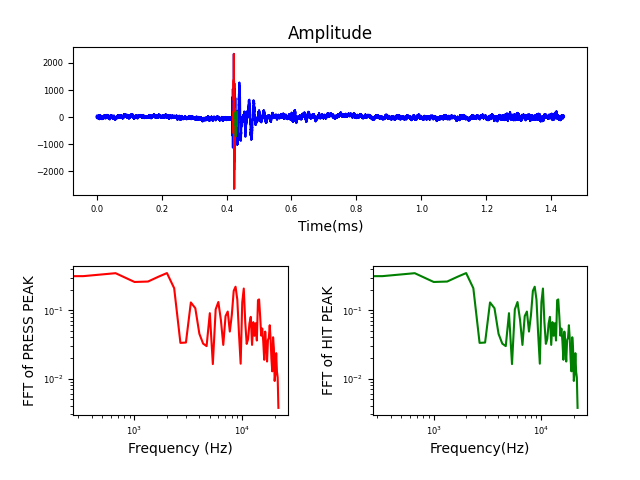 Amplitude
2000
1000
0
−1000
−2000
0.0 0.2 0.4 0.6 0.8 1.0 1.2 1.4
Time(ms)
FFT of PRESS PEAK
10⁻¹
10⁻²
10³ 10⁴
Frequency (Hz)
FFT of HIT PEAK
10⁻¹
10⁻²
10³ 10⁴
Frequency(Hz)